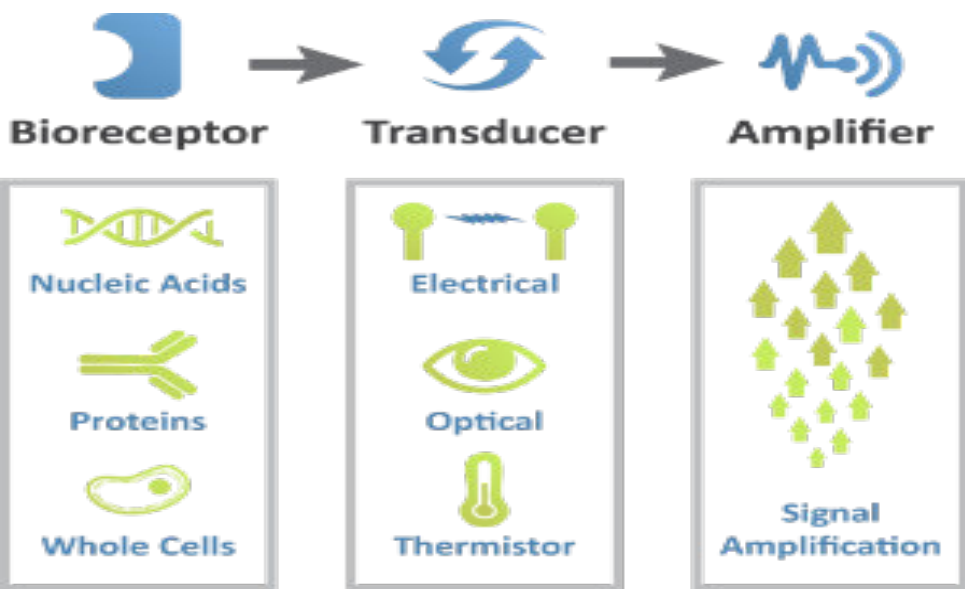 Bioreceptor
Transducer
Amplifier
Nucleic Acids
Proteins
Whole Cells
Electrical
Optical
Thermistor
Signal
Amplification